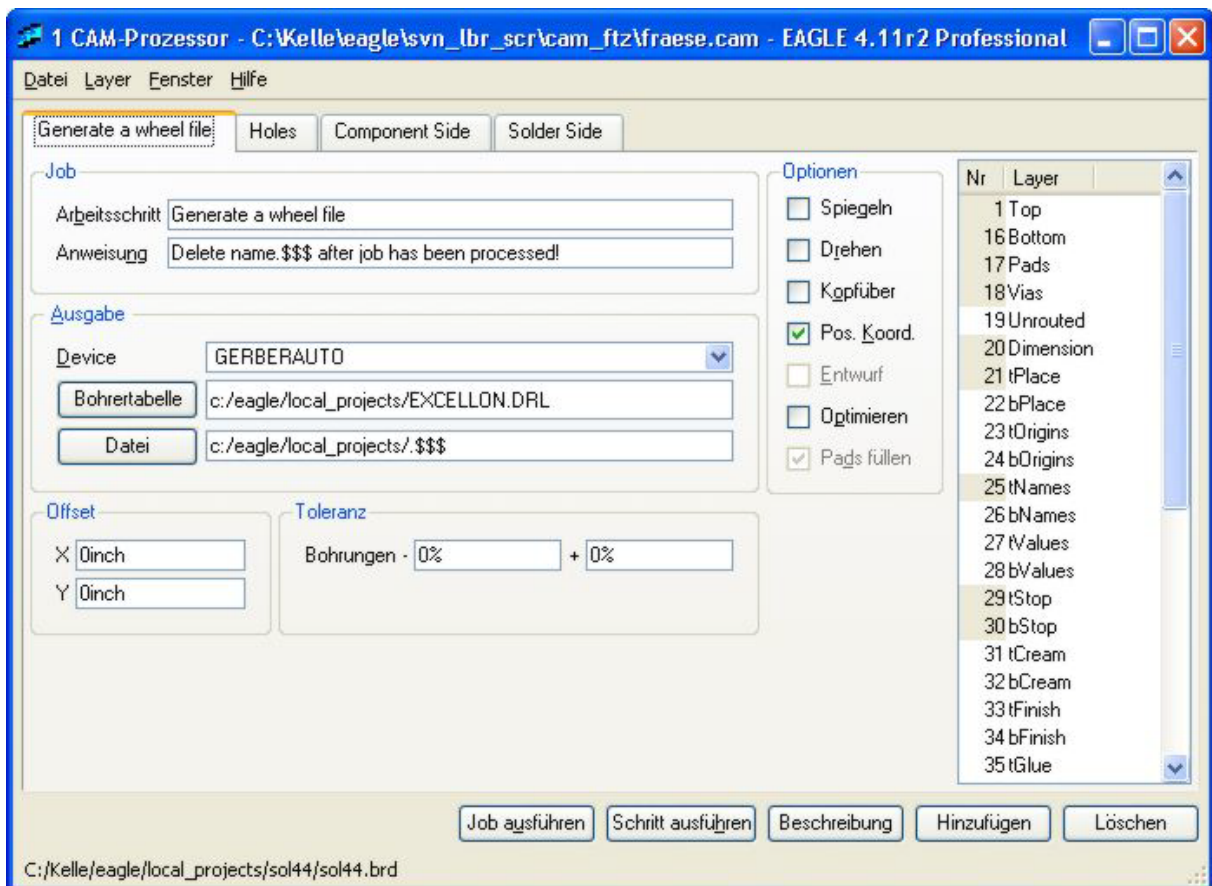 1 CAM-Prozessor - C:\Kelle\eagle\svn_lbr_scr\cam_ftz\fraese.cam - EAGLE 4.11r2 Professional
Datei Layer Fenster Hilfe
Generate a wheel file Holes Component Side Solder Side
Job
Arbeitsschritt Generate a wheel file
Anweisung Delete name.$$$ after job has been processed!
Ausgabe
Device GERBERAUTO
Bohrertabelle c:/eagle/local_projects/EXCELLON.DRL
Datei c:/eagle/local_projects/.$$$
Offset
X 0inch
Y 0inch
Toleranz
Bohrungen - 0% + 0%
Optionen
Spiegeln
Drehen
Kopfüber
Pos. Koord.
Entwurf
Optimieren
Pads füllen
Nr Layer
1 Top
16 Bottom
17 Pads
18 Vias
19 Unrouted
20 Dimension
21 tPlace
22 bPlace
23 tOrigins
24 bOrigins
25 tNames
26 bNames
27 tValues
28 bValues
29 tStop
30 bStop
31 tCream
32 bCream
33 tFinish
34 bFinish
35 tGlue
Job ausführen Schritt ausführen Beschreibung Hinzufügen Löschen
C:/Kelle/eagle/local_projects/sol44/sol44.brd